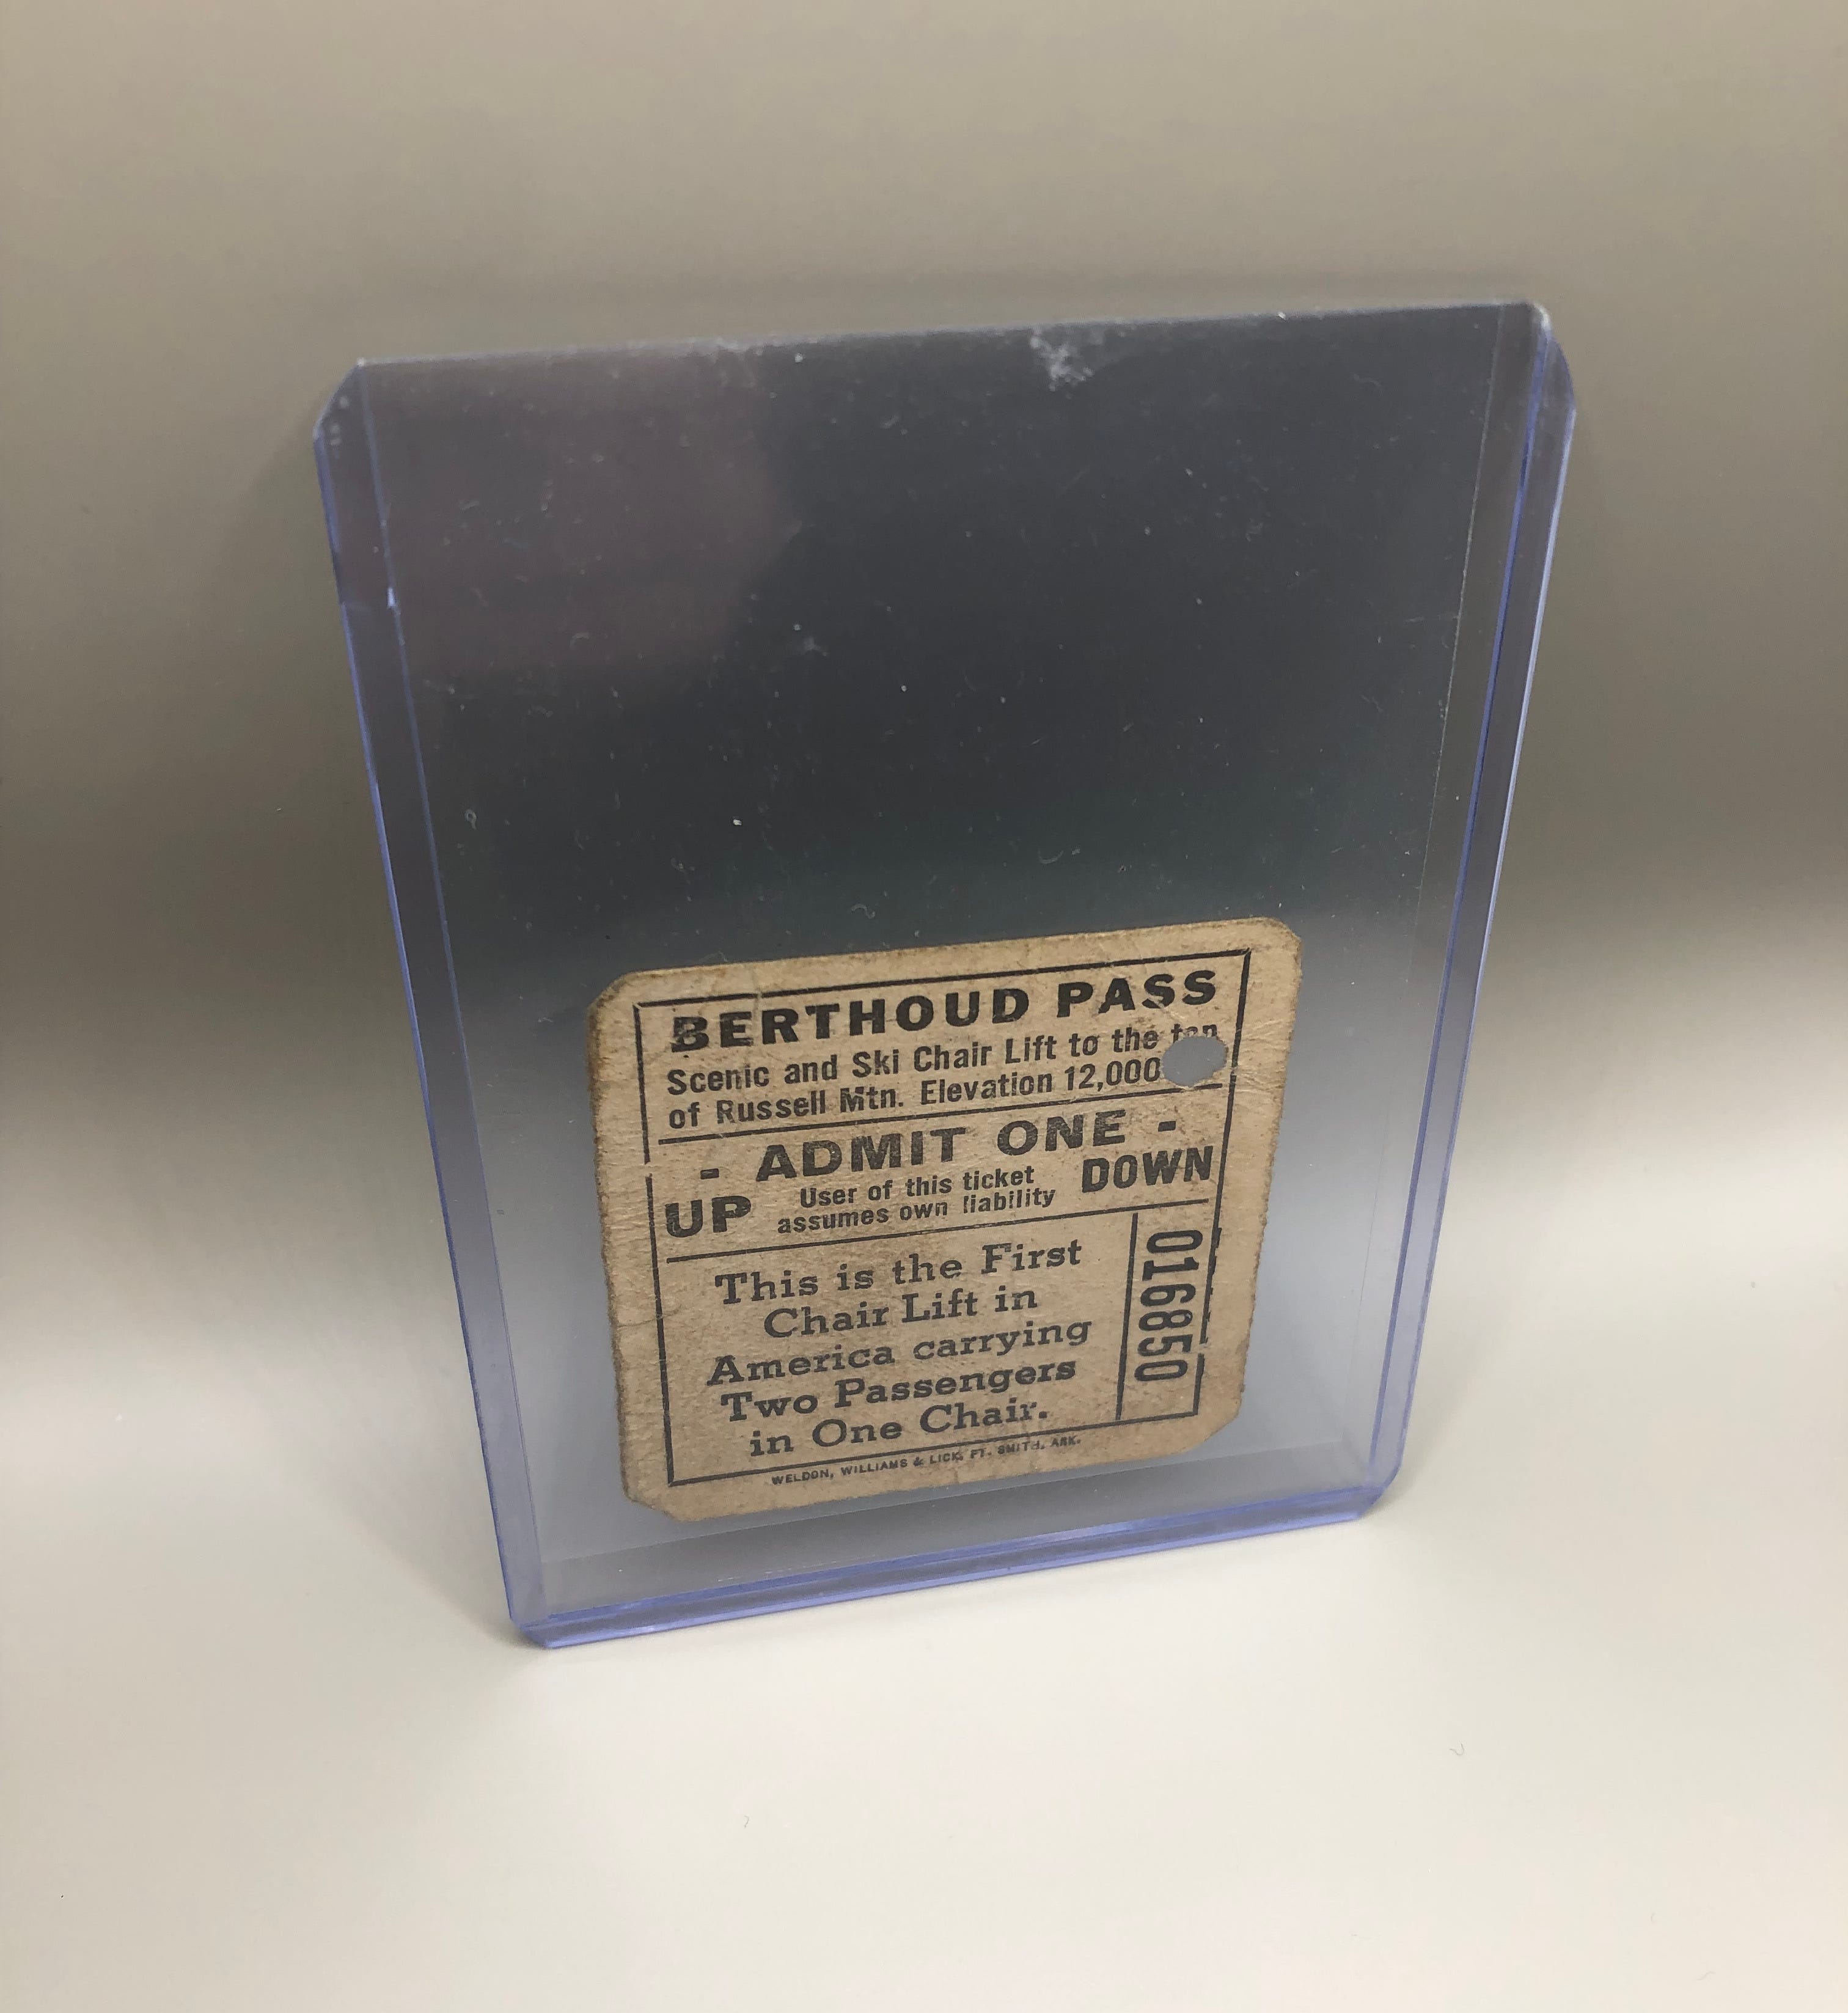 BERTHOUD PASS
Scenic and Ski Chair Lift to the top
of Russell Mtn. Elevation 12,000
- ADMIT ONE -
UP User of this ticket DOWN
assumes own liability
This is the First
Chair Lift in
America carrying
Two Passengers
in One Chair.
016850
WELDON, WILLIAMS & LICK, FT. SMITH, ARK.